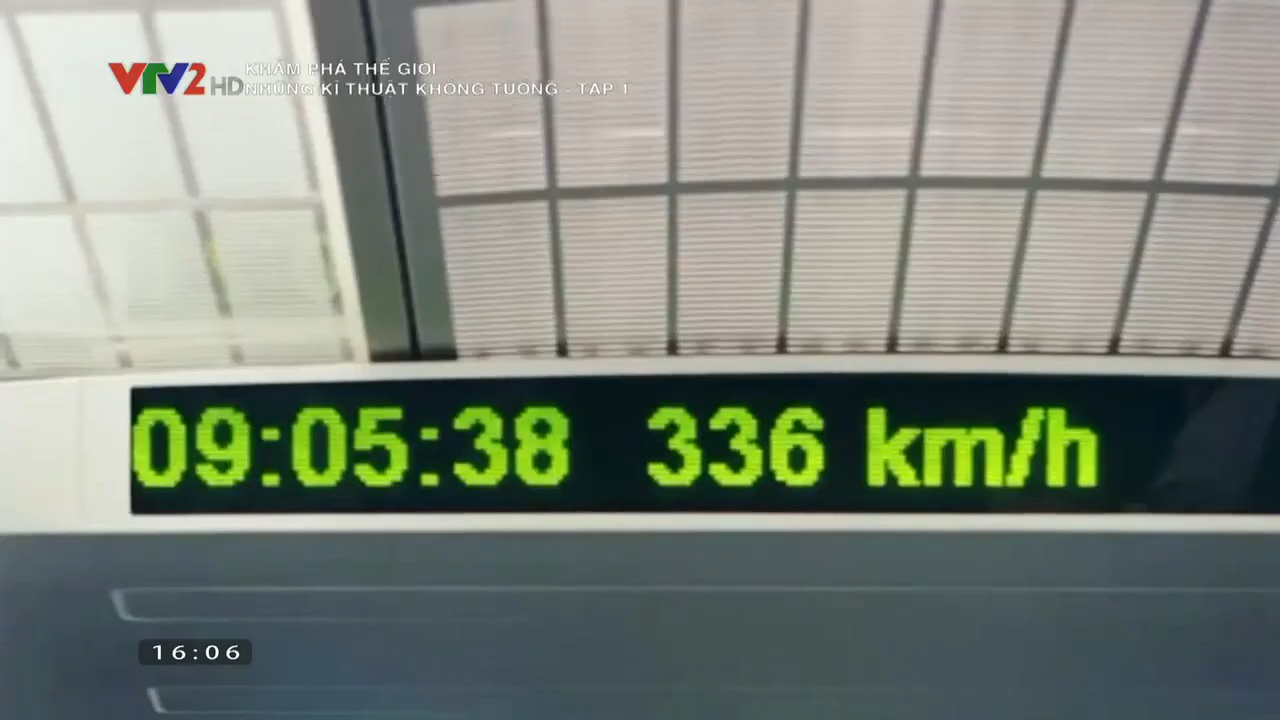 VTV2 HD
KHÁM PHÁ THẾ GIỚI
NHỮNG KĨ THUẬT KHÔNG TƯỞNG - TẬP 1
09:05:38 336 km/h
16:06